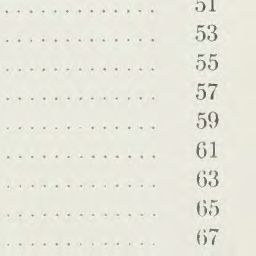 . . . . . . . . . . . . . 51
. . . . . . . . . . . . . 53
. . . . . . . . . . . . . 55
. . . . . . . . . . . . . 57
. . . . . . . . . . . . . 59
. . . . . . . . . . . . . 61
. . . . . . . . . . . . . 63
. . . . . . . . . . . . . 65
. . . . . . . . . . . . . 67